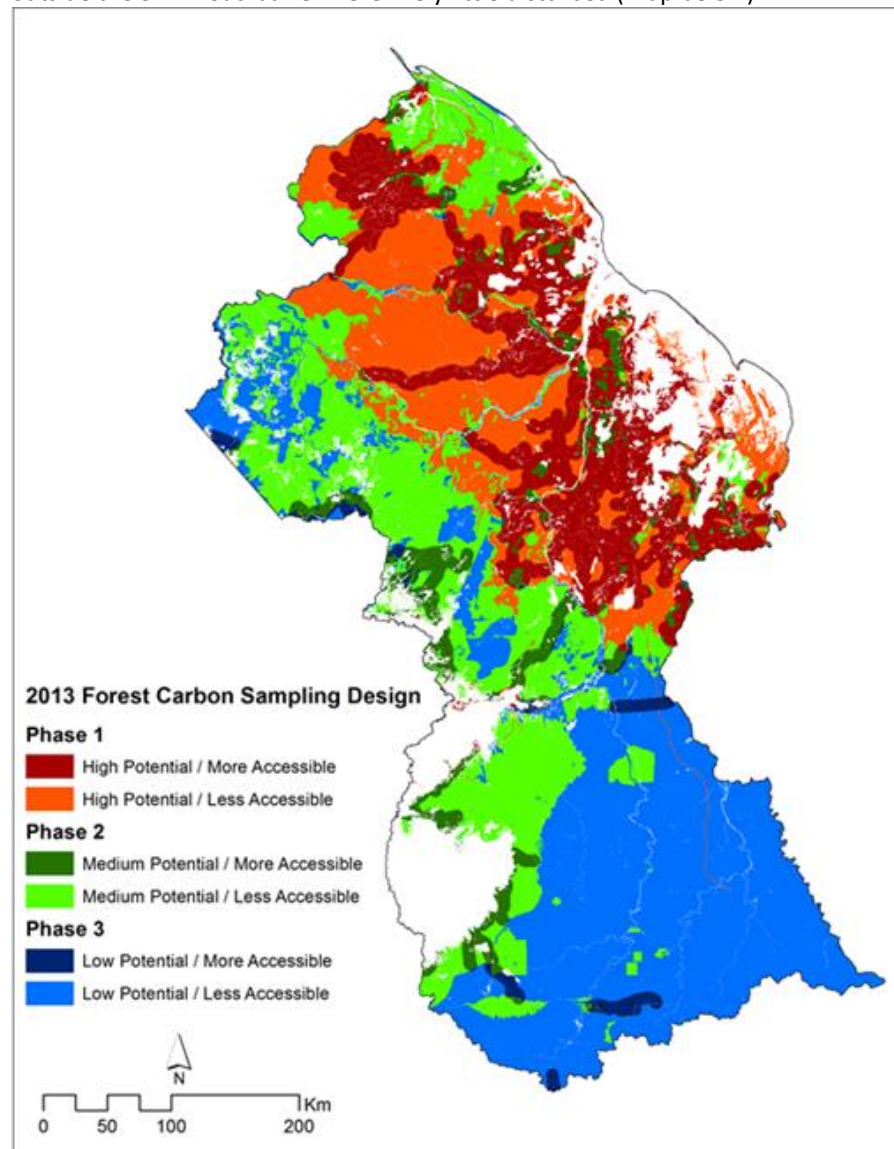 2013 Forest Carbon Sampling Design
Phase 1
High Potential / More Accessible
High Potential / Less Accessible
Phase 2
Medium Potential / More Accessible
Medium Potential / Less Accessible
Phase 3
Low Potential / More Accessible
Low Potential / Less Accessible
N
Km
0 50 100 200